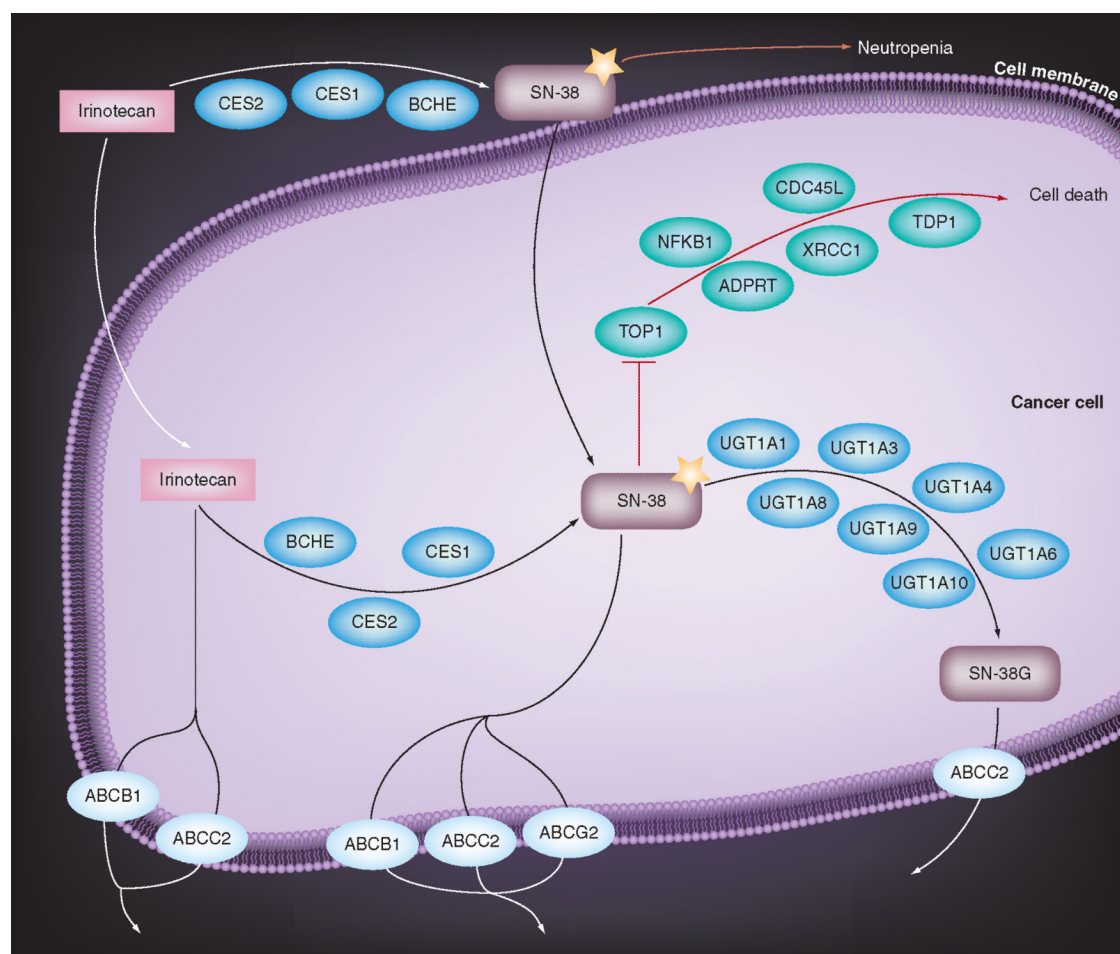 Neutropenia
Cell membrane
Irinotecan
CES2
CES1
BCHE
SN-38
CDC45L
Cell death
NFKB1
XRCC1
TDP1
ADPRT
TOP1
Cancer cell
Irinotecan
BCHE
CES1
CES2
SN-38
UGT1A1
UGT1A3
UGT1A4
UGT1A8
UGT1A9
UGT1A6
UGT1A10
SN-38G
ABCB1
ABCC2
ABCB1
ABCC2
ABCG2
ABCC2